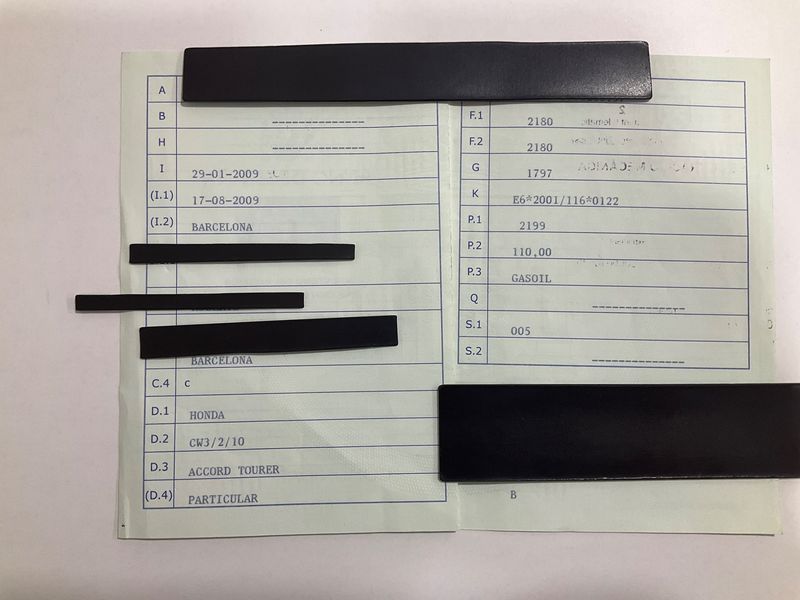 A
B --------------
H --------------
I 29-01-2009
(I.1) 17-08-2009
(I.2) BARCELONA
BARCELONA
C.4 c
D.1 HONDA
D.2 CW3/2/10
D.3 ACCORD TOURER
(D.4) PARTICULAR
F.1 2180
F.2 2180
G 1797
K E6*2001/116*0122
P.1 2199
P.2 110,00
P.3 GASOIL
Q --------------
S.1 005
S.2 --------------
B